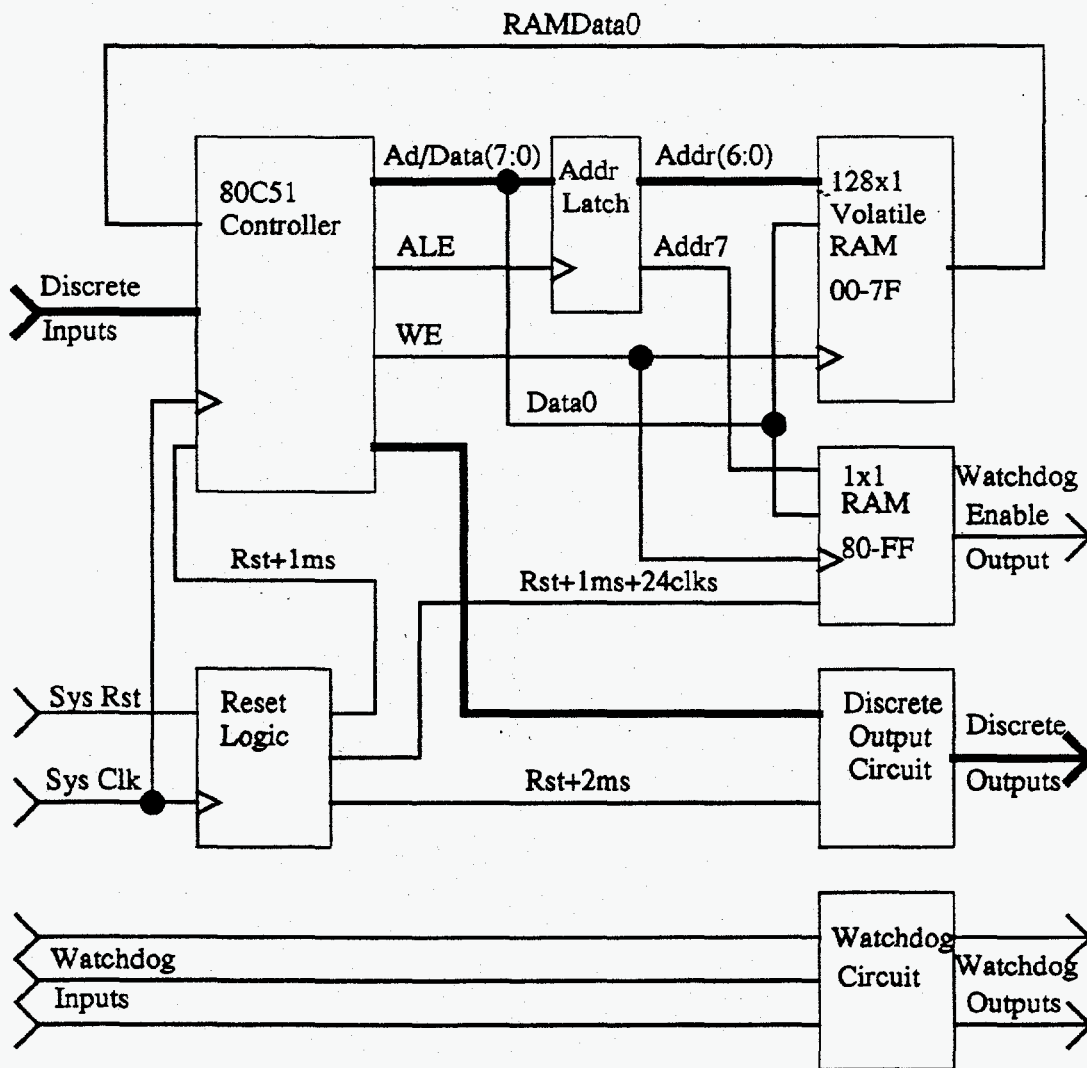 RAMData0
80C51
Controller
Ad/Data(7:0)
Addr
Latch
Addr(6:0)
128x1
Volatile
RAM
00-7F
ALE
Addr7
Discrete
Inputs
WE
Data0
1x1
RAM
80-FF
Watchdog
Enable
Output
Rst+1ms
Rst+1ms+24clks
Sys Rst
Reset
Logic
Sys Clk
Rst+2ms
Discrete
Output
Circuit
Discrete
Outputs
Watchdog
Inputs
Watchdog
Circuit
Watchdog
Outputs